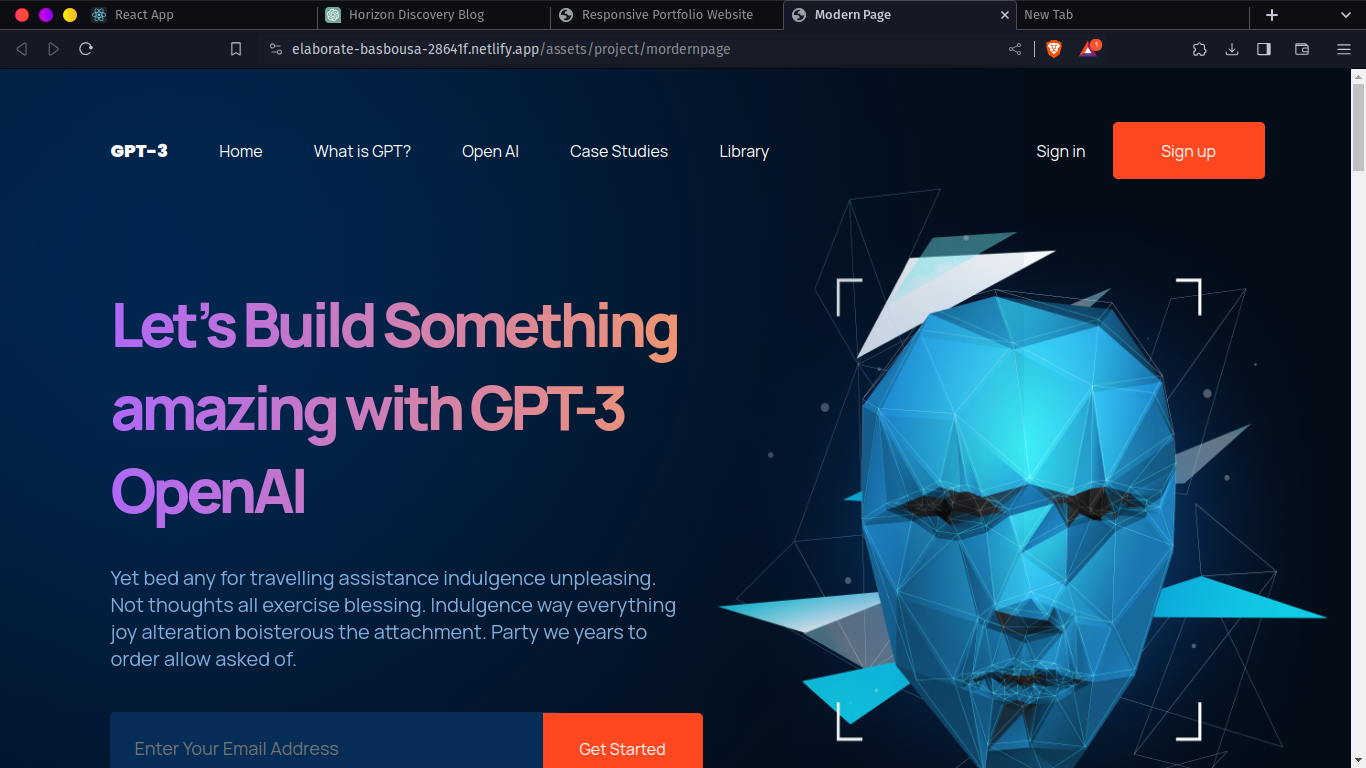 React App
Horizon Discovery Blog
Responsive Portfolio Website
Modern Page
New Tab
elaborate-basbousa-28641f.netlify.app/assets/project/mordernpage
1
GPT-3
Home
What is GPT?
Open AI
Case Studies
Library
Sign in
Sign up
Let’s Build Something
amazing with GPT-3
OpenAI
Yet bed any for travelling assistance indulgence unpleasing.
Not thoughts all exercise blessing. Indulgence way everything
joy alteration boisterous the attachment. Party we years to
order allow asked of.
Enter Your Email Address
Get Started